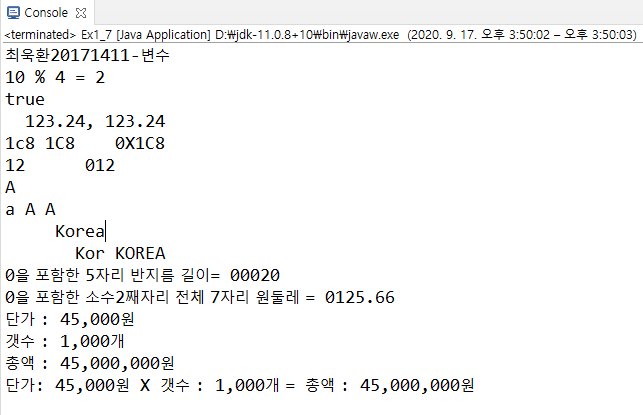 Console
<terminated> Ex1_7 [Java Application] D:₩jdk-11.0.8+10₩bin₩javaw.exe (2020. 9. 17. 오후 3:50:02 – 오후 3:50:03)
최욱환20171411-변수
10 % 4 = 2
true
  123.24, 123.24
1c8 1C8    0X1C8
12      012
A
a A A
     Korea
       Kor KOREA
0을 포함한 5자리 반지름 길이= 00020
0을 포함한 소수2째자리 전체 7자리 원둘레 = 0125.66
단가 : 45,000원
갯수 : 1,000개
총액 : 45,000,000원
단가: 45,000원 X 갯수 : 1,000개 = 총액 : 45,000,000원